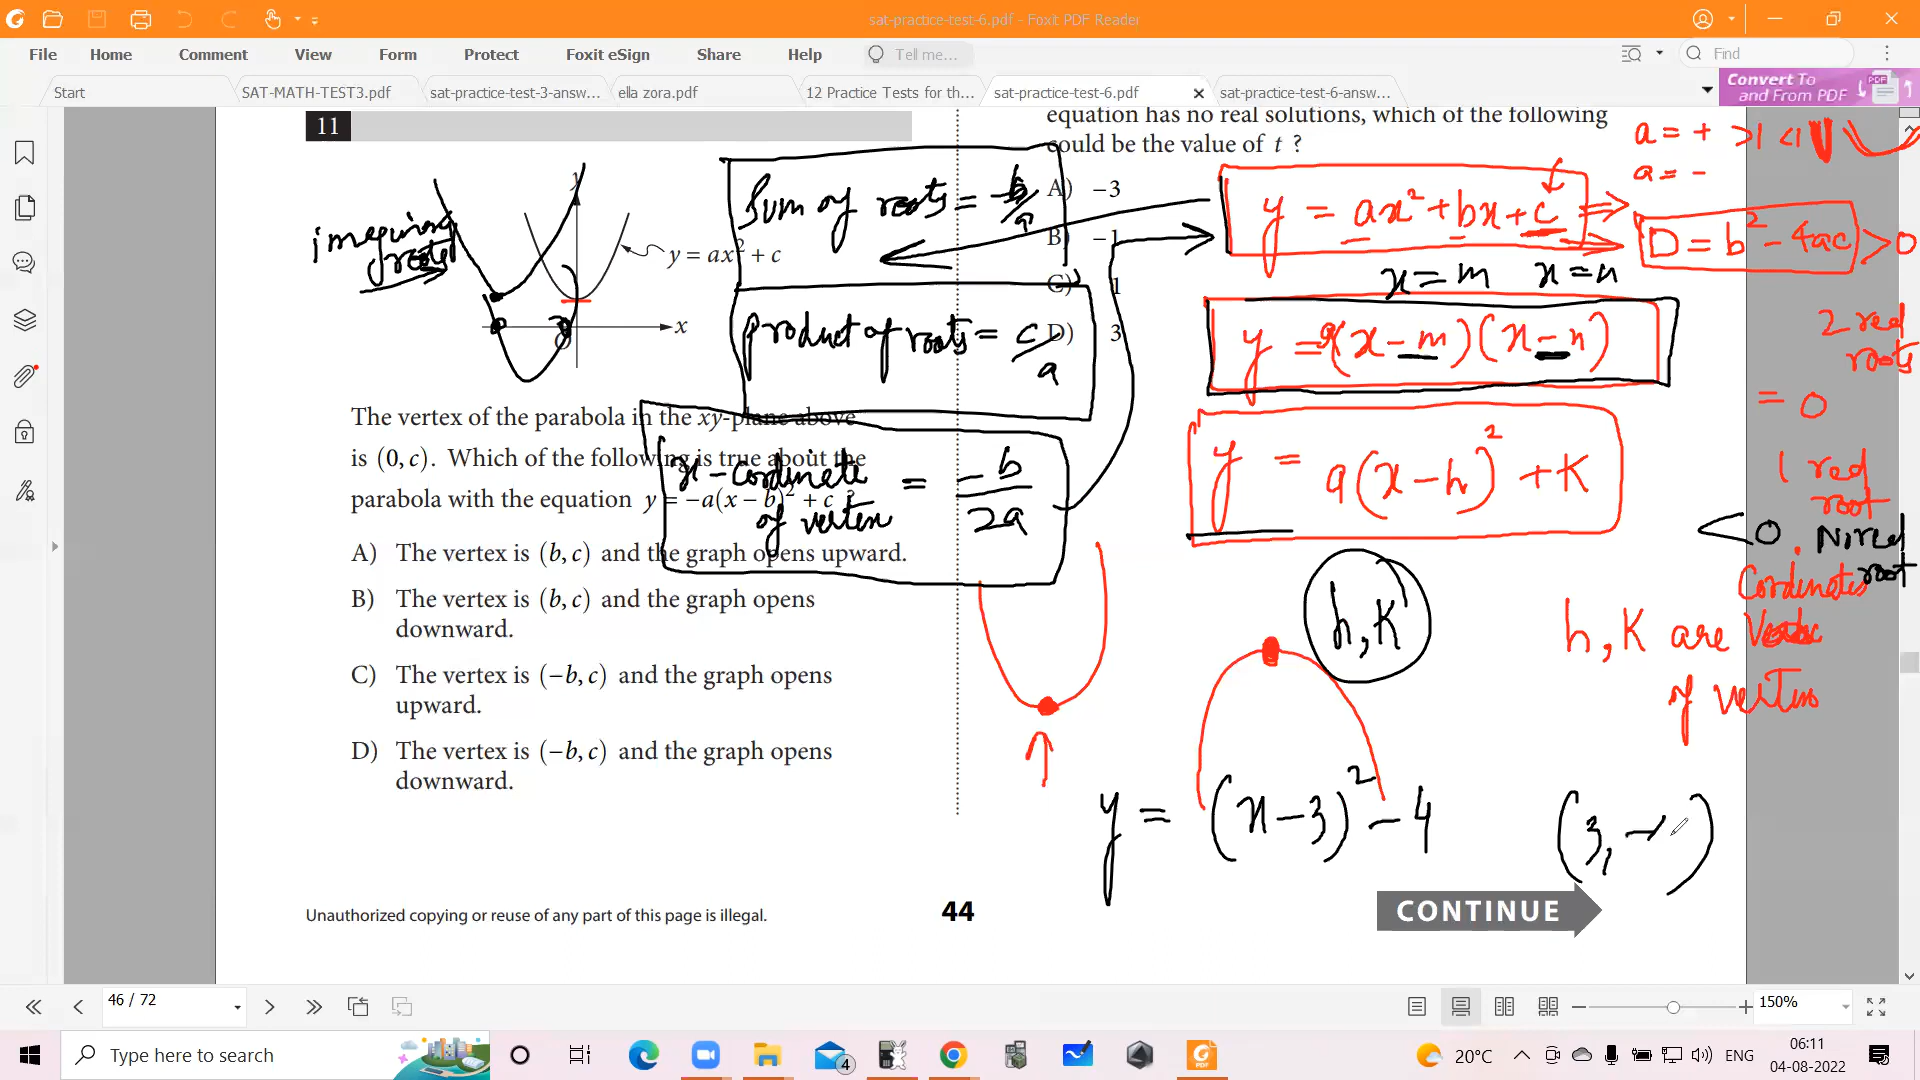 sat-practice-test-6.pdf - Foxit PDF Reader
File Home Comment View Form Protect Foxit eSign Share Help Tell me... Find
Start SAT-MATH-TEST3.pdf sat-practice-test-3-answ... ella zora.pdf 12 Practice Tests for th... sat-practice-test-6.pdf sat-practice-test-6-answ...
Convert To
and From PDF
11
imaginary
roots
y = ax² + c
x
O
The vertex of the parabola in the xy-plane above
is (0, c). Which of the following is true about the
parabola with the equation y = −a(x − b)² + c ?
A) The vertex is (b, c) and the graph opens upward.
B) The vertex is (b, c) and the graph opens
downward.
C) The vertex is (−b, c) and the graph opens
upward.
D) The vertex is (−b, c) and the graph opens
downward.
Sum of roots = -b/a
product of roots = c/a
x-cordinate
of vertex
= -b/2a
equation has no real solutions, which of the following
could be the value of t ?
A) −3
B) −1
C) 1
D) 3
y = ax² + bx + c
D = b² - 4ac > 0
x = m x = n
y = a(x - m)(x - n)
y = a(x - h)² + K
a = + >1 <1
a = -
2 real
roots
= 0
1 real
root
< 0 . No real
root
h, K
Cordinates
h, K are
of vertex
y = (x - 3)² - 4
Unauthorized copying or reuse of any part of this page is illegal.
44
CONTINUE
46 / 72
150%
Type here to search
4
20°C
ENG
06:11
04-08-2022